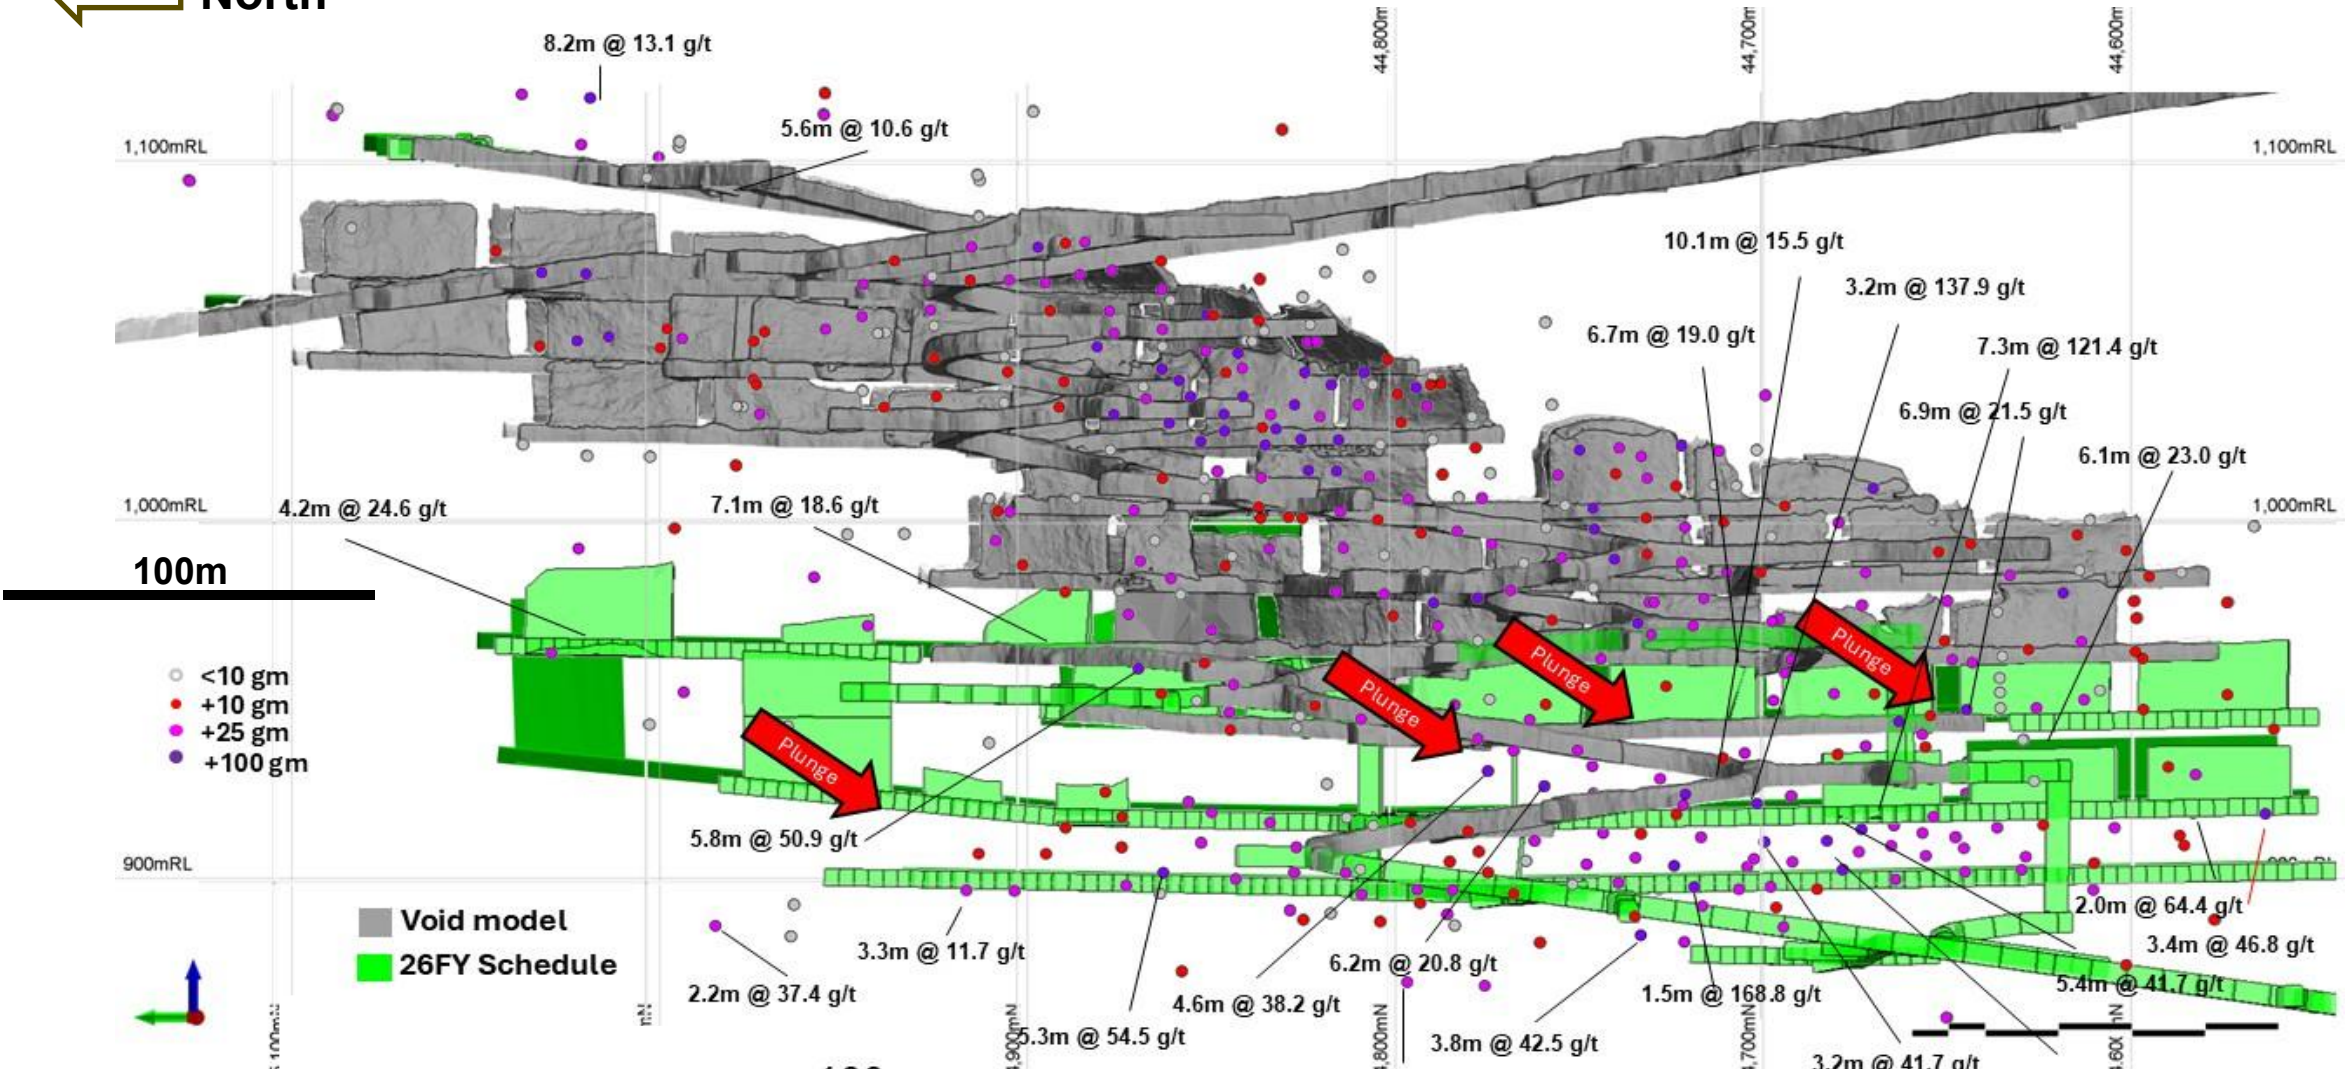 North
44,800m
44,700m
44,600m
8.2m @ 13.1 g/t
5.6m @ 10.6 g/t
1,100mRL
1,100mRL
10.1m @ 15.5 g/t
3.2m @ 137.9 g/t
6.7m @ 19.0 g/t
7.3m @ 121.4 g/t
6.9m @ 21.5 g/t
6.1m @ 23.0 g/t
1,000mRL
4.2m @ 24.6 g/t
7.1m @ 18.6 g/t
1,000mRL
100m
Plunge
Plunge
Plunge
Plunge
<10 gm
+10 gm
+25 gm
+100 gm
5.8m @ 50.9 g/t
900mRL
Void model
26FY Schedule
2.0m @ 64.4 g/t
3.3m @ 11.7 g/t
3.4m @ 46.8 g/t
6.2m @ 20.8 g/t
2.2m @ 37.4 g/t
4.6m @ 38.2 g/t
1.5m @ 168.8 g/t
5.4m @ 41.7 g/t
5.3m @ 54.5 g/t
3.8m @ 42.5 g/t
3.2m @ 41.7 g/t